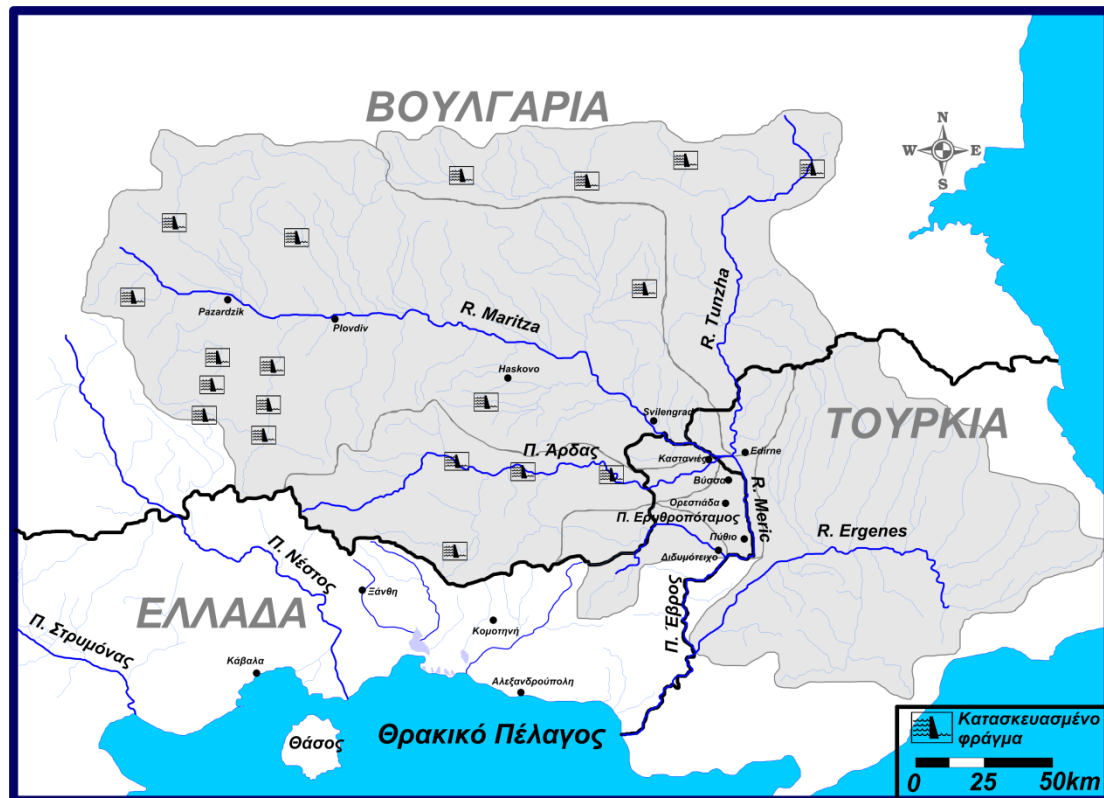 ΒΟΥΛΓΑΡΙΑ
N
W
E
S
R. Tunzha
Pazardzik
Plovdiv
R. Maritza
Haskovo
Svilengrad
ΤΟΥΡΚΙΑ
Π. Άρδας
Καστανιές
Edirne
Βύσσα
R. Meric
Ορεστιάδα
Π. Ερυθροπόταμος
Πύθιο
R. Ergenes
Διδυμότειχο
Π. Νέστος
Ξάνθη
ΕΛΛΑΔΑ
Κομοτηνή
Π. Έβρος
Π. Στρυμόνας
Κάβαλα
Αλεξανδρούπολη
Θάσος
Θρακικό Πέλαγος
Κατασκευασμένο
φράγμα
0 25 50km